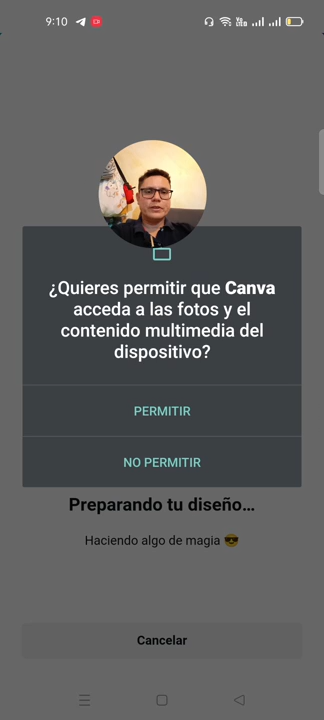 9:10
¿Quieres permitir que Canva
acceda a las fotos y el
contenido multimedia del
dispositivo?
PERMITIR
NO PERMITIR
Preparando tu diseño...
Haciendo algo de magia 😎
Cancelar